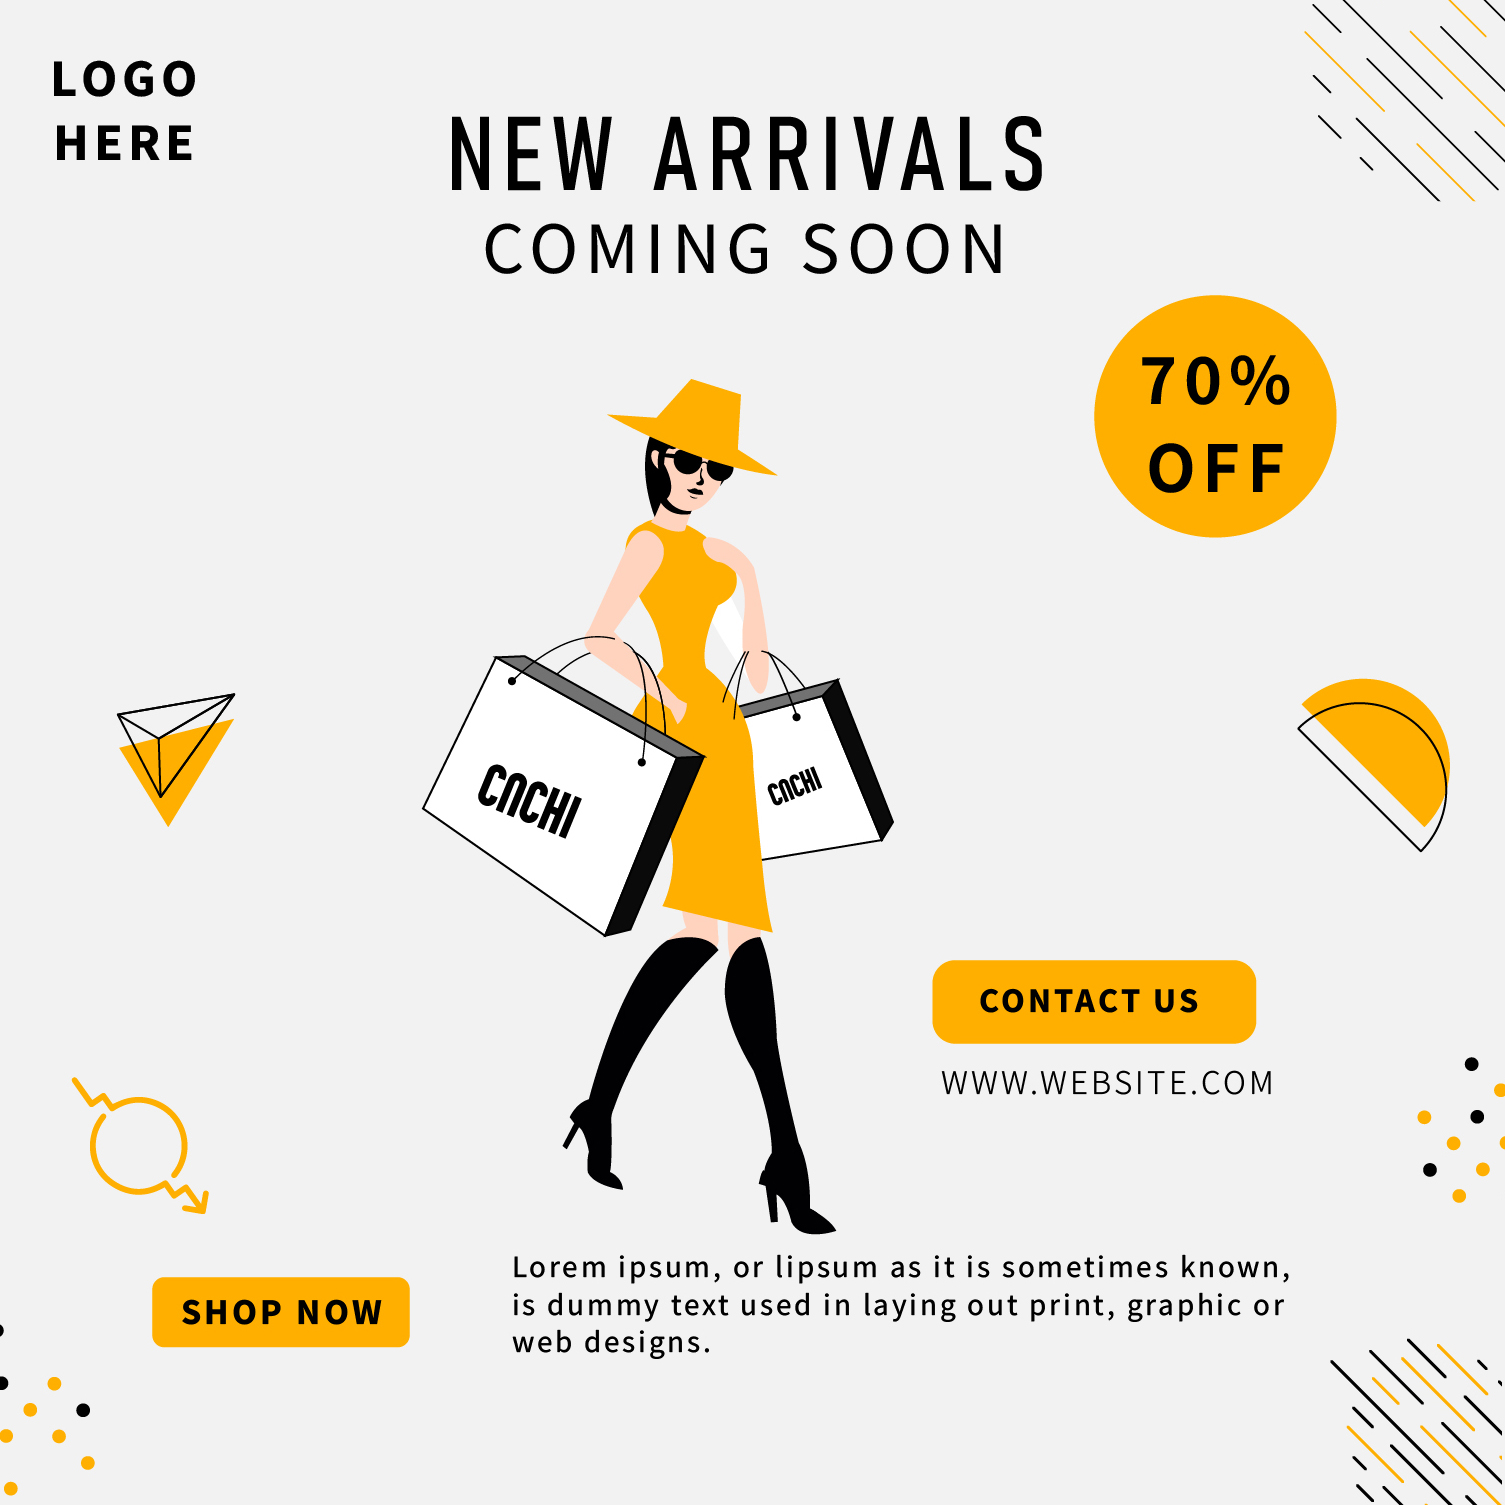 LOGO
HERE
NEW ARRIVALS
COMING SOON
70%
OFF
CNCHI
CNCHI
CONTACT US
WWW.WEBSITE.COM
SHOP NOW
Lorem ipsum, or lipsum as it is sometimes known,
is dummy text used in laying out print, graphic or
web designs.